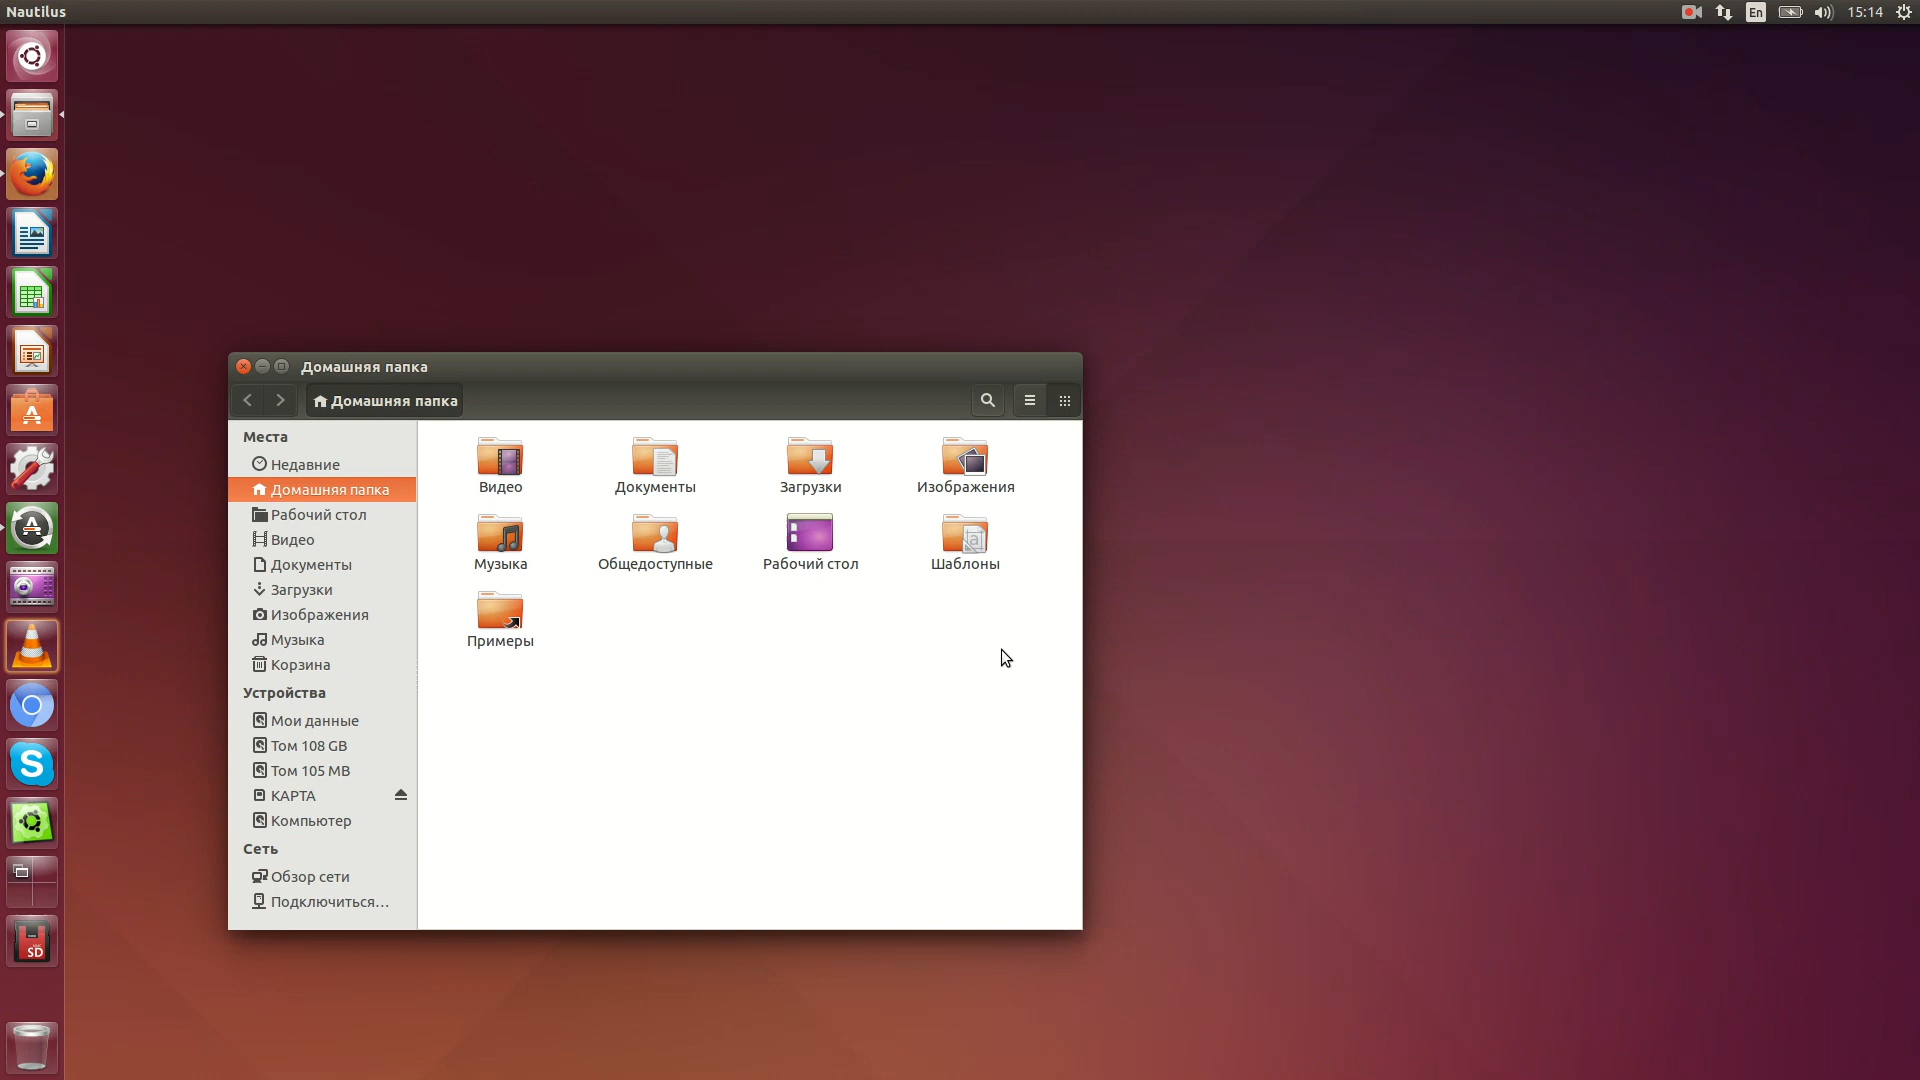 Nautilus
En
15:14
Домашняя папка
Домашняя папка
Места
Недавние
Домашняя папка
Рабочий стол
Видео
Документы
Загрузки
Изображения
Музыка
Корзина
Устройства
Мои данные
Том 108 GB
Том 105 MB
КАРТА
Компьютер
Сеть
Обзор сети
Подключиться…
Видео
Документы
Загрузки
Изображения
Музыка
Общедоступные
Рабочий стол
Шаблоны
Примеры
S
SD